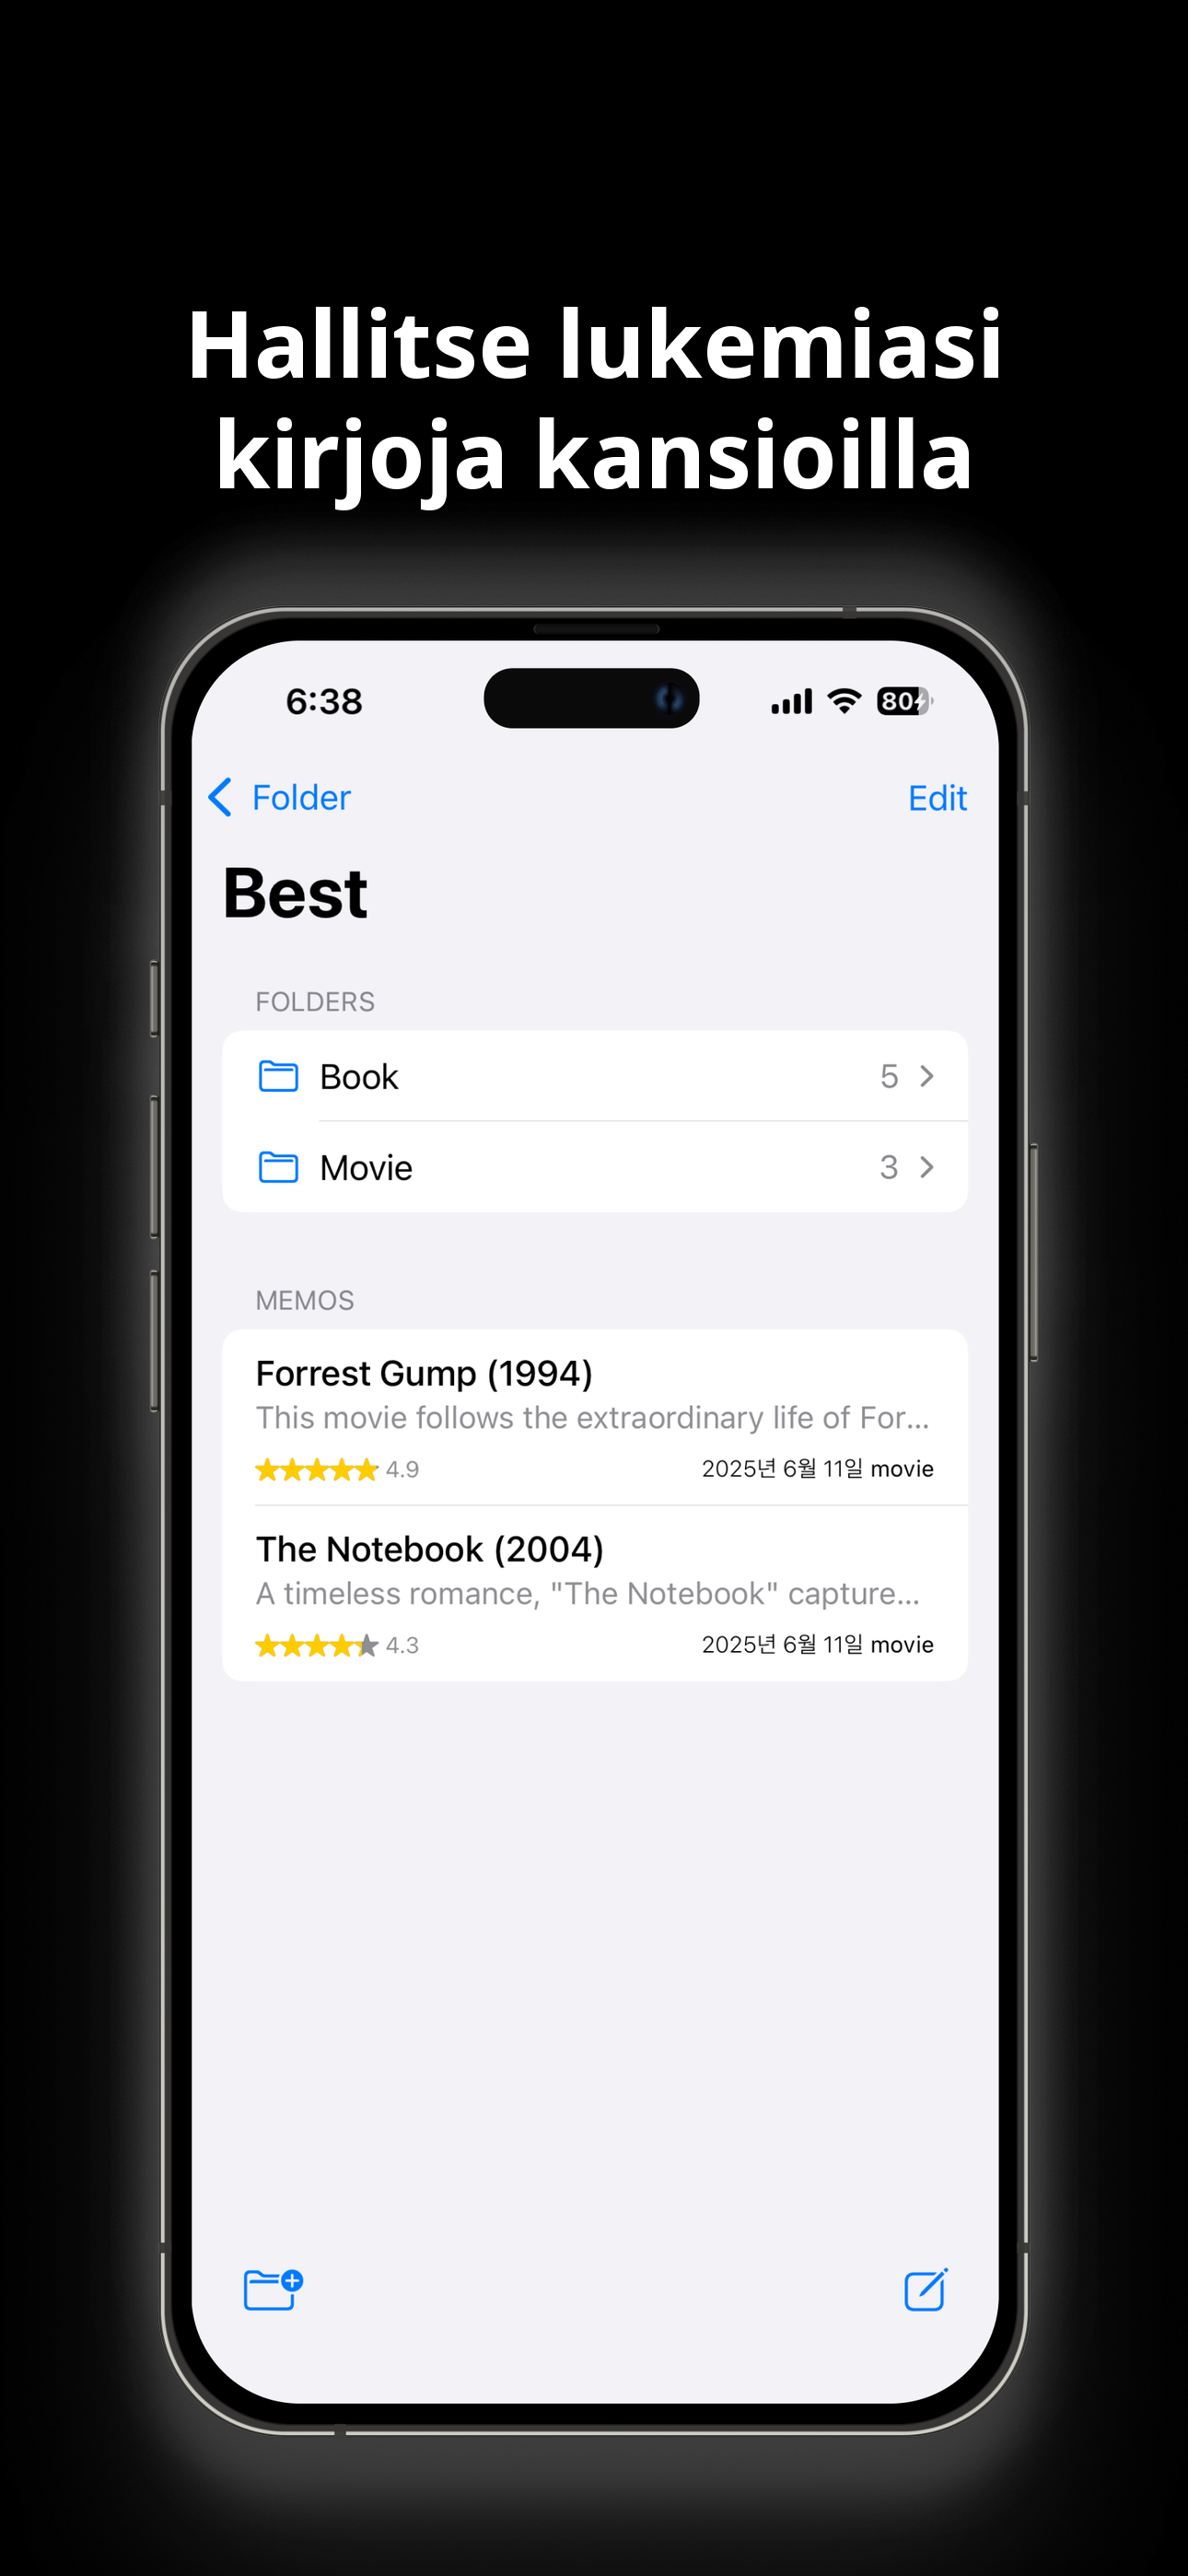 Hallitse lukemiasi
kirjoja kansioilla
6:38
80
Folder
Edit
Best
FOLDERS
Book 5
Movie 3
MEMOS
Forrest Gump (1994)
This movie follows the extraordinary life of For...
4.9 2025년 6월 11일 movie
The Notebook (2004)
A timeless romance, "The Notebook" capture...
4.3 2025년 6월 11일 movie